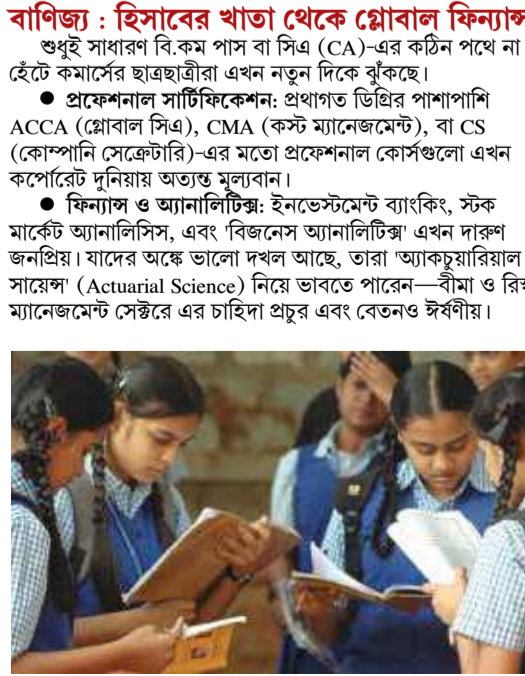 বাণিজ্য : হিসাবের খাতা থেকে গ্লোবাল ফিন্যান্স
শুধুই সাধারণ বি.কম পাস বা সিএ (CA)-এর কঠিন পথে না
হেঁটে কমার্সের ছাত্রছাত্রীরা এখন নতুন দিকে ঝুঁকছে।
● প্রফেশনাল সার্টিফিকেশন: প্রথাগত ডিগ্রির পাশাপাশি
ACCA (গ্লোবাল সিএ), CMA (কস্ট ম্যানেজমেন্ট), বা CS
(কোম্পানি সেক্রেটারি)-এর মতো প্রফেশনাল কোর্সগুলো এখন
কর্পোরেট দুনিয়ায় অত্যন্ত মূল্যবান।
● ফিন্যান্স ও অ্যানালিটিক্স: ইনভেস্টমেন্ট ব্যাংকিং, স্টক
মার্কেট অ্যানালিসিস, এবং 'বিজনেস অ্যানালিটিক্স' এখন দারুণ
জনপ্রিয়। যাদের অঙ্কে ভালো দখল আছে, তারা 'অ্যাকচুয়ারিয়াল
সায়েন্স' (Actuarial Science) নিয়ে ভাবতে পারেন—বীমা ও রিস্ক
ম্যানেজমেন্ট সেক্টরে এর চাহিদা প্রচুর এবং বেতনও ঈর্ষণীয়।